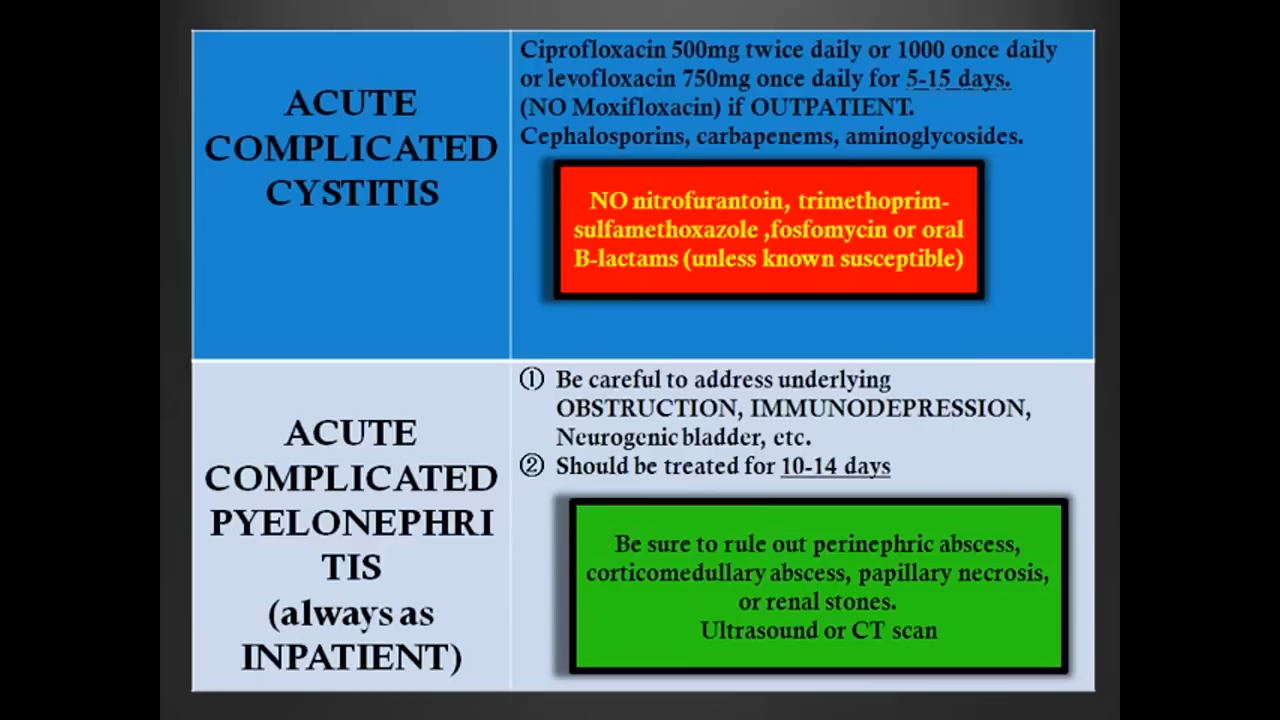 ACUTE
COMPLICATED
CYSTITIS
Ciprofloxacin 500mg twice daily or 1000 once daily
or levofloxacin 750mg once daily for 5-15 days.
(NO Moxifloxacin) if OUTPATIENT.
Cephalosporins, carbapenems, aminoglycosides.
NO nitrofurantoin, trimethoprim-
sulfamethoxazole ,fosfomycin or oral
B-lactams (unless known susceptible)
ACUTE
COMPLICATED
PYELONEPHRI
TIS
(always as
INPATIENT)
① Be careful to address underlying
OBSTRUCTION, IMMUNODEPRESSION,
Neurogenic bladder, etc.
② Should be treated for 10-14 days
Be sure to rule out perinephric abscess,
corticomedullary abscess, papillary necrosis,
or renal stones.
Ultrasound or CT scan